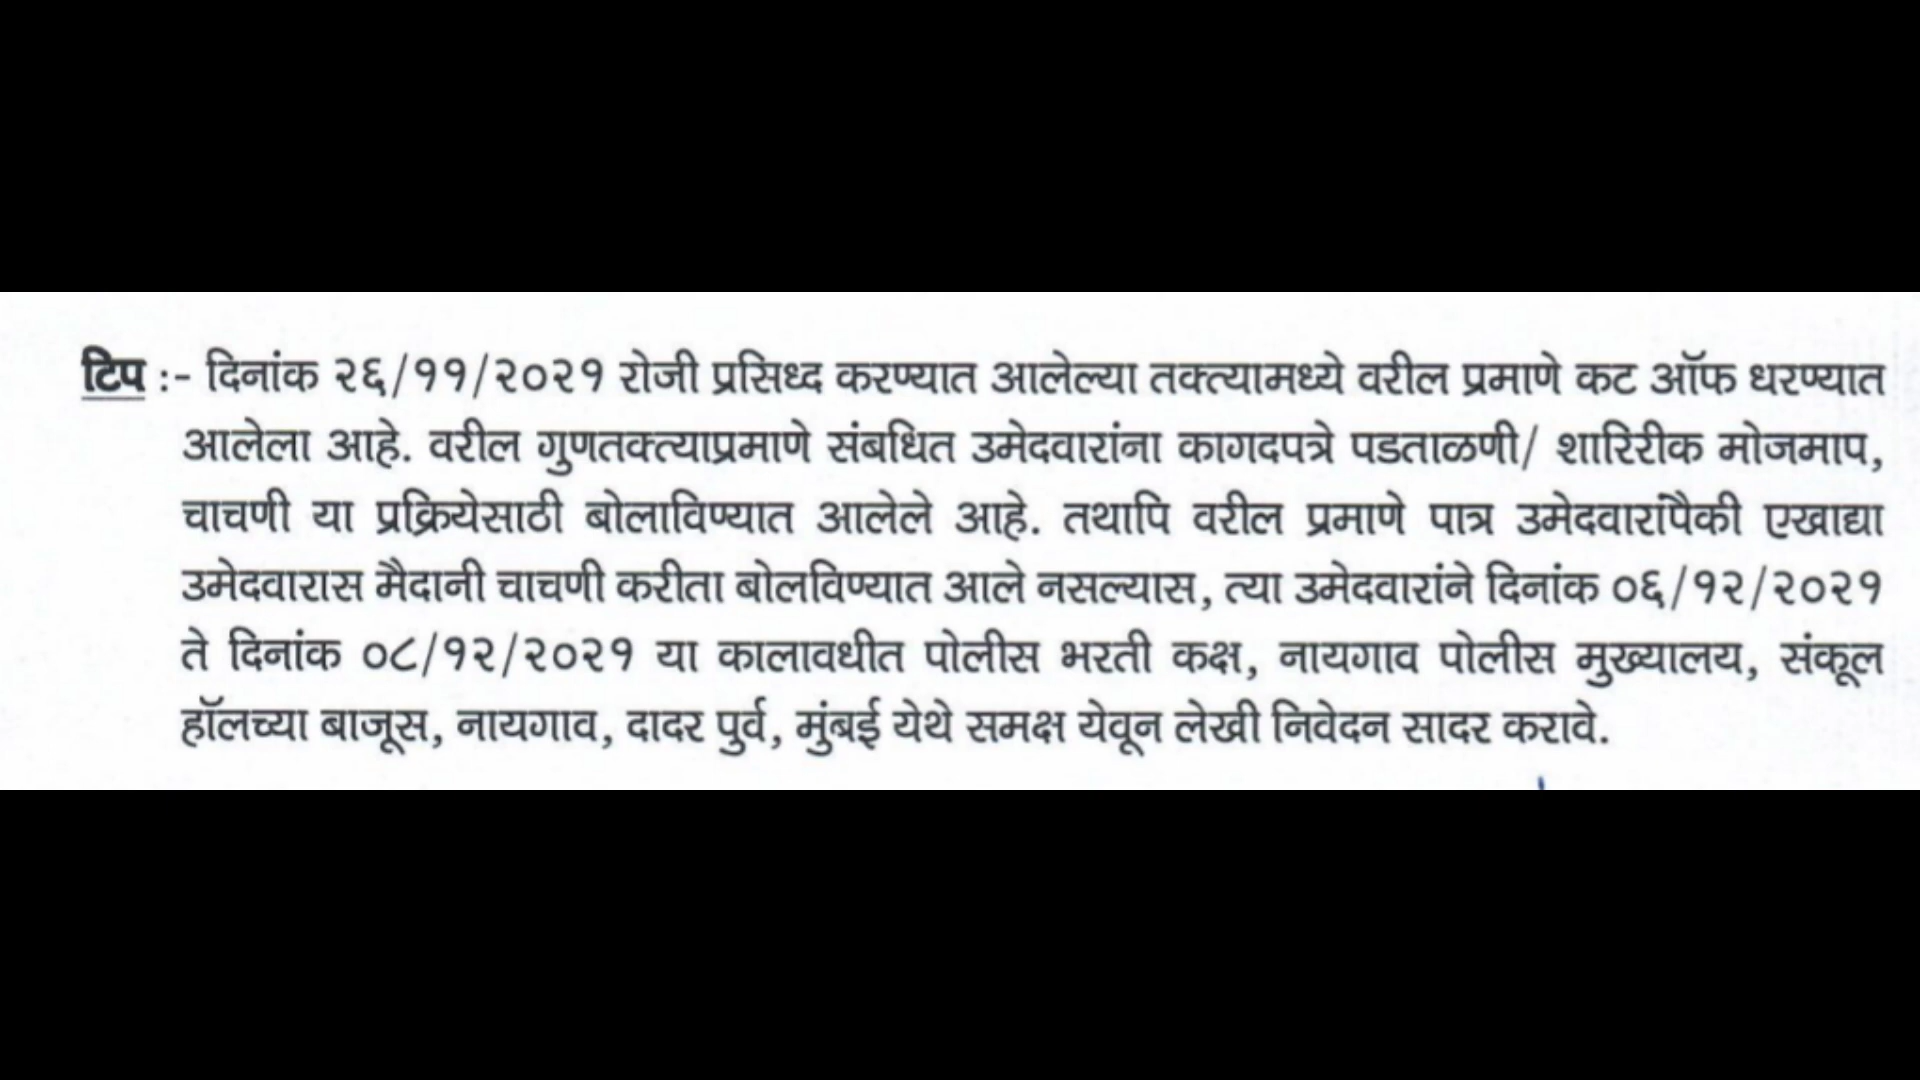 टिप :- दिनांक २६/११/२०२१ रोजी प्रसिध्द करण्यात आलेल्या तक्त्यामध्ये वरील प्रमाणे कट ऑफ धरण्यात
आलेला आहे. वरील गुणतक्त्याप्रमाणे संबधित उमेदवारांना कागदपत्रे पडताळणी/ शारिरीक मोजमाप,
चाचणी या प्रक्रियेसाठी बोलाविण्यात आलेले आहे. तथापि वरील प्रमाणे पात्र उमेदवारांपैकी एखाद्या
उमेदवारास मैदानी चाचणी करीता बोलविण्यात आले नसल्यास, त्या उमेदवारांने दिनांक ०६/१२/२०२१
ते दिनांक ०८/१२/२०२१ या कालावधीत पोलीस भरती कक्ष, नायगाव पोलीस मुख्यालय, संकूल
हॉलच्या बाजूस, नायगाव, दादर पुर्व, मुंबई येथे समक्ष येवून लेखी निवेदन सादर करावे.